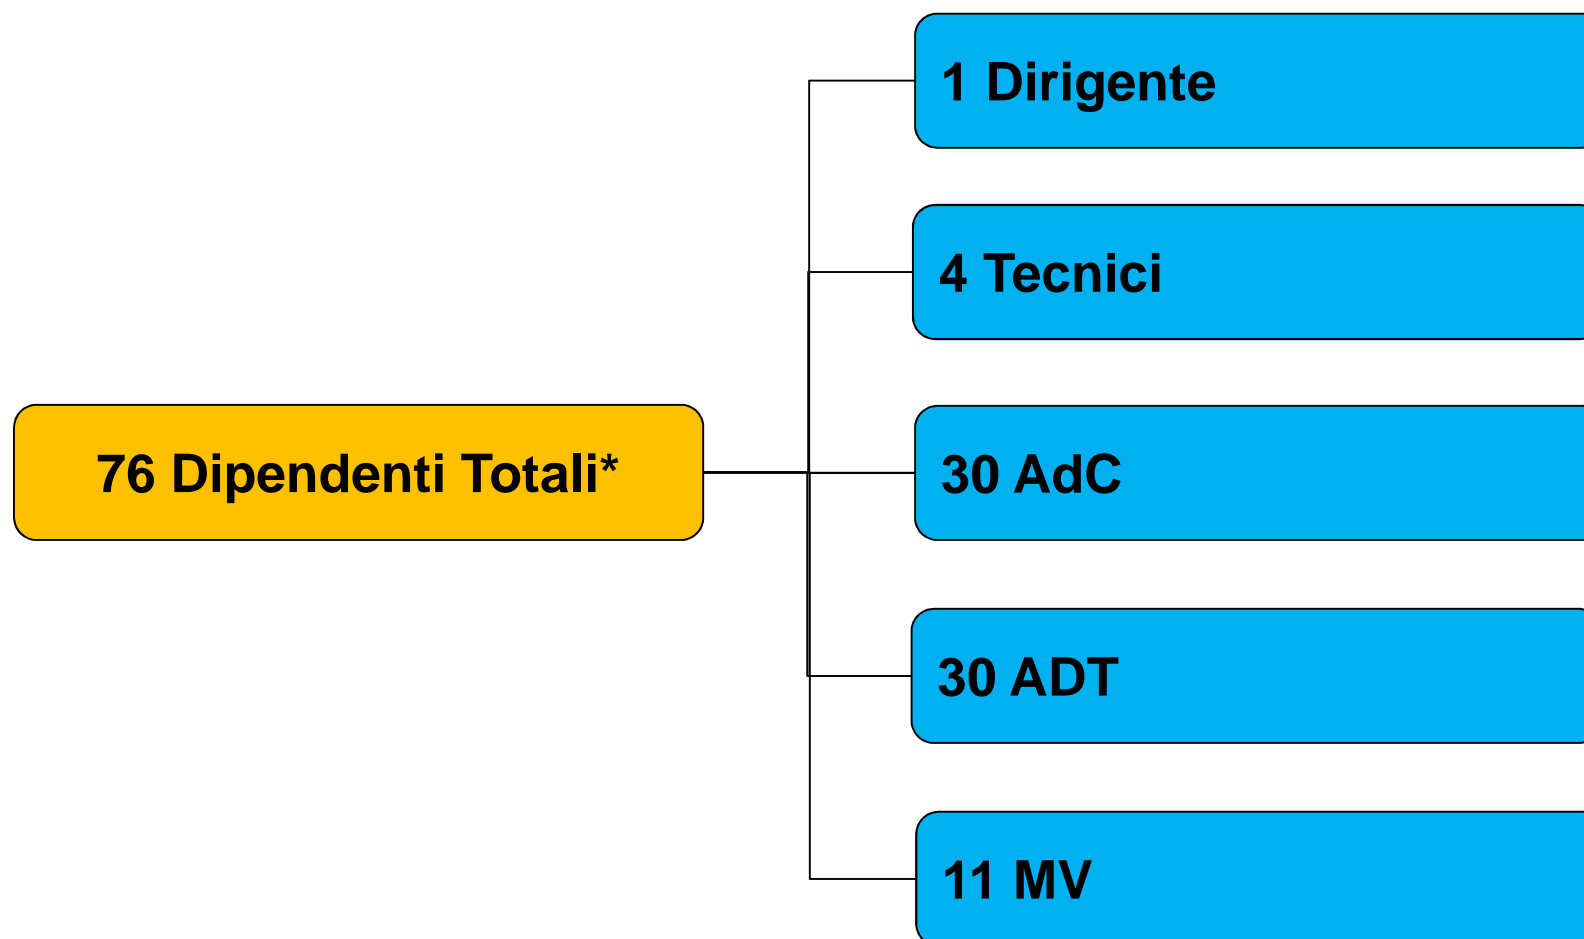 1 Dirigente
4 Tecnici
76 Dipendenti Totali*
30 AdC
30 ADT
11 MV